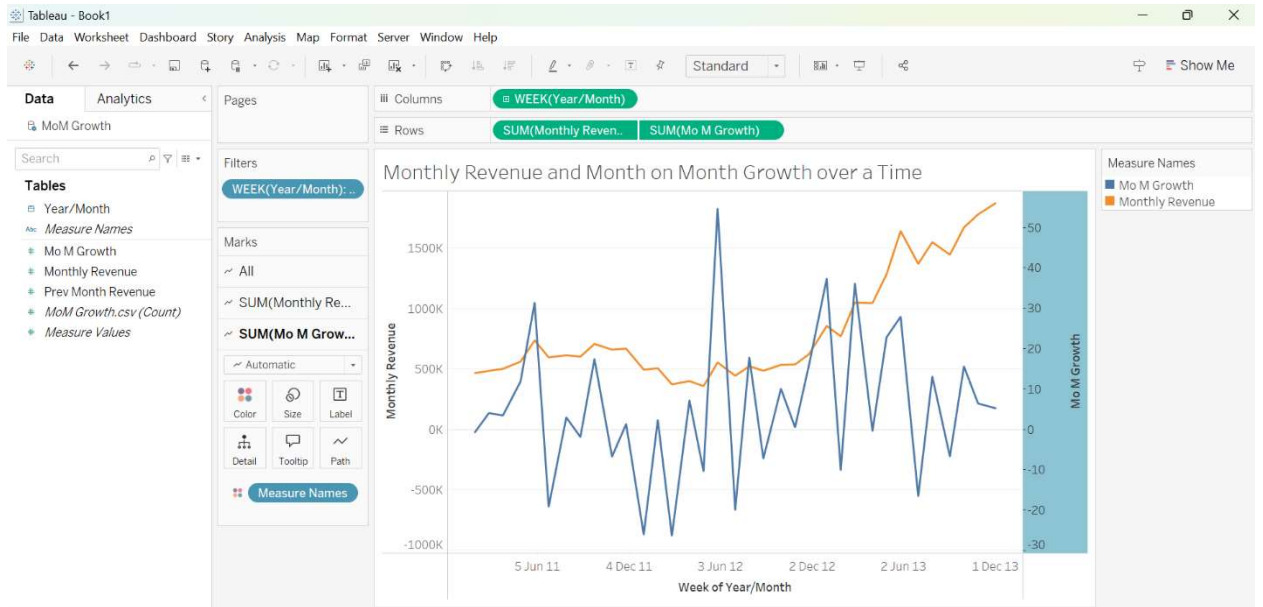 Tableau - Book1
File Data Worksheet Dashboard Story Analysis Map Format Server Window Help
Standard
Show Me
Data Analytics
MoM Growth
Search
Tables
Year/Month
Abc Measure Names
Mo M Growth
Monthly Revenue
Prev Month Revenue
MoM Growth.csv (Count)
Measure Values
Pages
Filters
WEEK(Year/Month): ..
Marks
All
SUM(Monthly Re...
SUM(Mo M Grow...
Automatic
Color Size Label
Detail Tooltip Path
Measure Names
Columns WEEK(Year/Month)
Rows SUM(Monthly Reven.. SUM(Mo M Growth)
Monthly Revenue and Month on Month Growth over a Time
Monthly Revenue
1500K
1000K
500K
0K
-500K
-1000K
50
40
30
20
10
0
-10
-20
-30
Mo M Growth
5 Jun 11 4 Dec 11 3 Jun 12 2 Dec 12 2 Jun 13 1 Dec 13
Week of Year/Month
Measure Names
Mo M Growth
Monthly Revenue